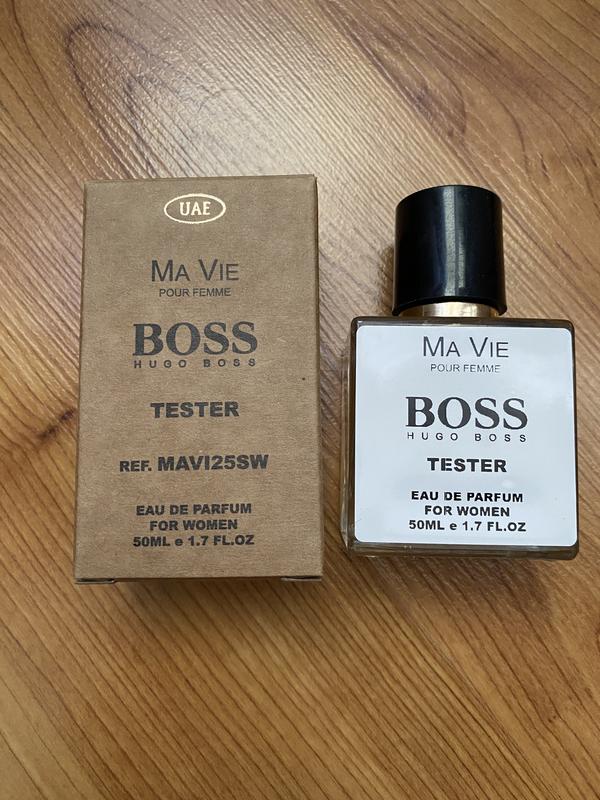 UAE
MA VIE
POUR FEMME
BOSS
HUGO BOSS
TESTER
REF. MAVI25SW
EAU DE PARFUM
FOR WOMEN
50ML e 1.7 FL.OZ
MA VIE
POUR FEMME
BOSS
HUGO BOSS
TESTER
EAU DE PARFUM
FOR WOMEN
50ML e 1.7 FL.OZ